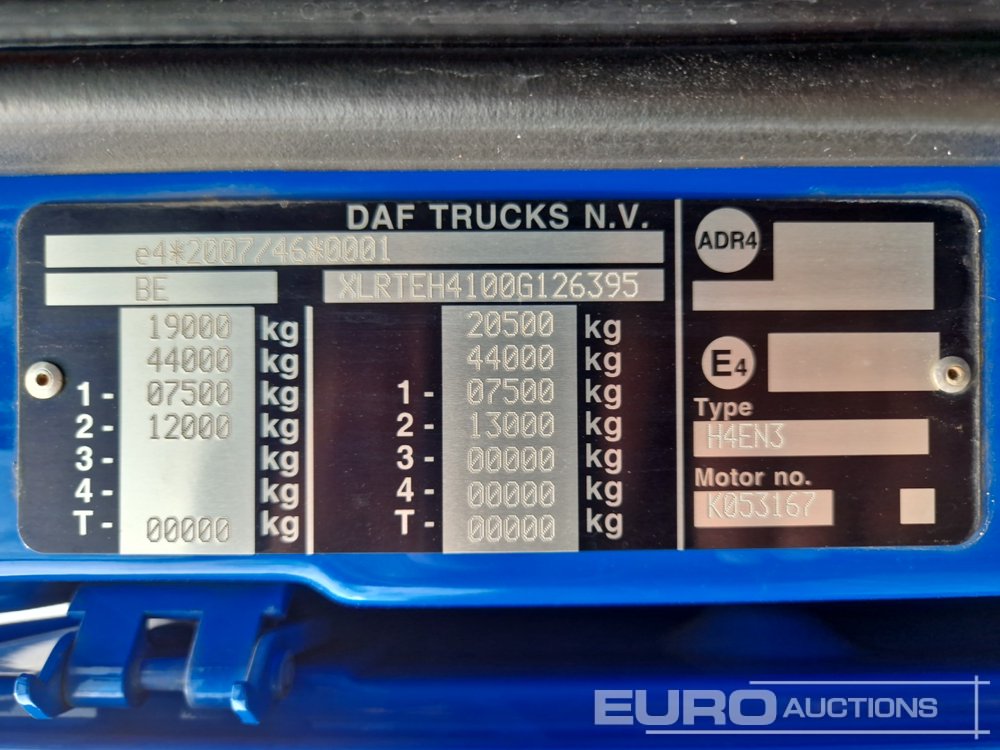 DAF TRUCKS N.V.
e4*2007/46*0001
BE XLRTEH4100G126395
19000 kg 20500 kg
44000 kg 44000 kg
1 - 07500 kg 1 - 07500 kg
2 - 12000 kg 2 - 13000 kg
3 - kg 3 - 00000 kg
4 - kg 4 - 00000 kg
T - 00000 kg T - 00000 kg
ADR4
E4
Type
H4EN3
Motor no.
K053167
EURO AUCTIONS